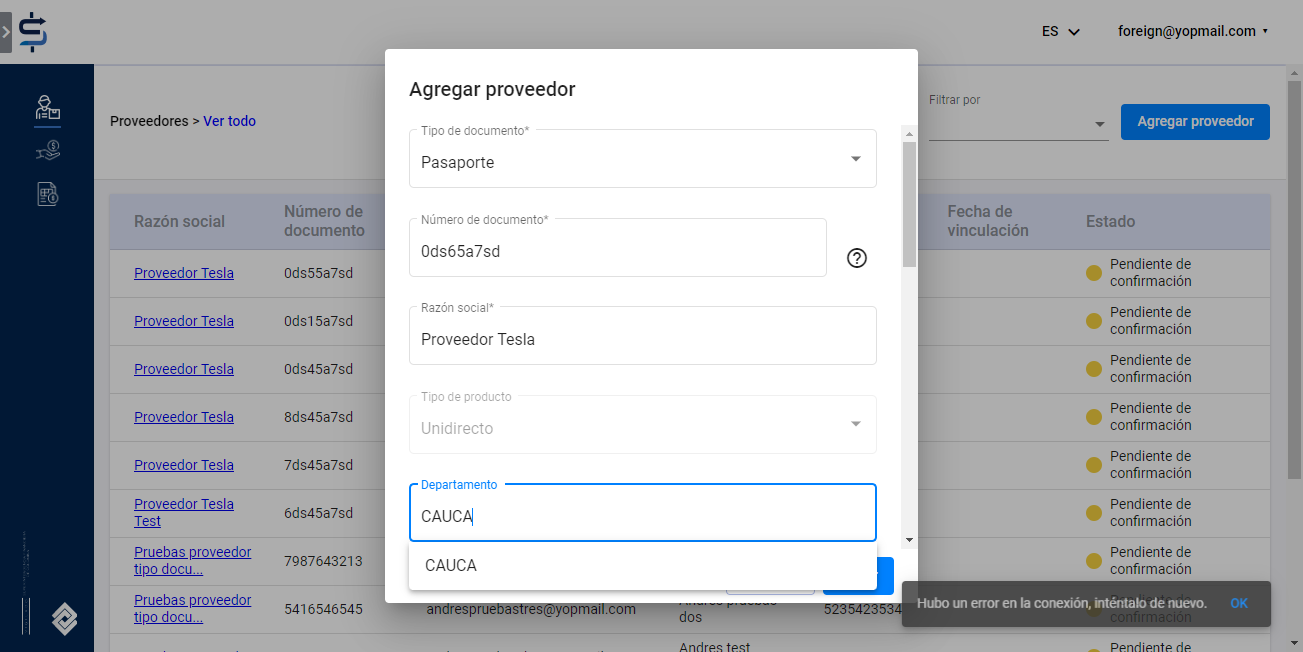 ES
foreign@yopmail.com
Proveedores > Ver todo
Filtrar por
Agregar proveedor
Agregar proveedor
Tipo de documento*
Pasaporte
Número de documento*
0ds65a7sd
Razón social*
Proveedor Tesla
Tipo de producto
Unidirecto
Departamento
CAUCA
CAUCA
Razón social
Número de
documento
Fecha de
vinculación
Estado
Proveedor Tesla
0ds55a7sd
Pendiente de
confirmación
Proveedor Tesla
0ds15a7sd
Pendiente de
confirmación
Proveedor Tesla
0ds45a7sd
Pendiente de
confirmación
Proveedor Tesla
8ds45a7sd
Pendiente de
confirmación
Proveedor Tesla
7ds45a7sd
Pendiente de
confirmación
Proveedor Tesla
Test
6ds45a7sd
Pendiente de
confirmación
Pruebas proveedor
tipo docu...
7987643213
Pendiente de
confirmación
Pruebas proveedor
tipo docu...
5416546545
andrespruebastres@yopmail.com
Andres pruebas
dos
5235423534
Pendiente de
confirmación
Andres test
Pendiente de
Hubo un error en la conexión, inténtalo de nuevo.
OK